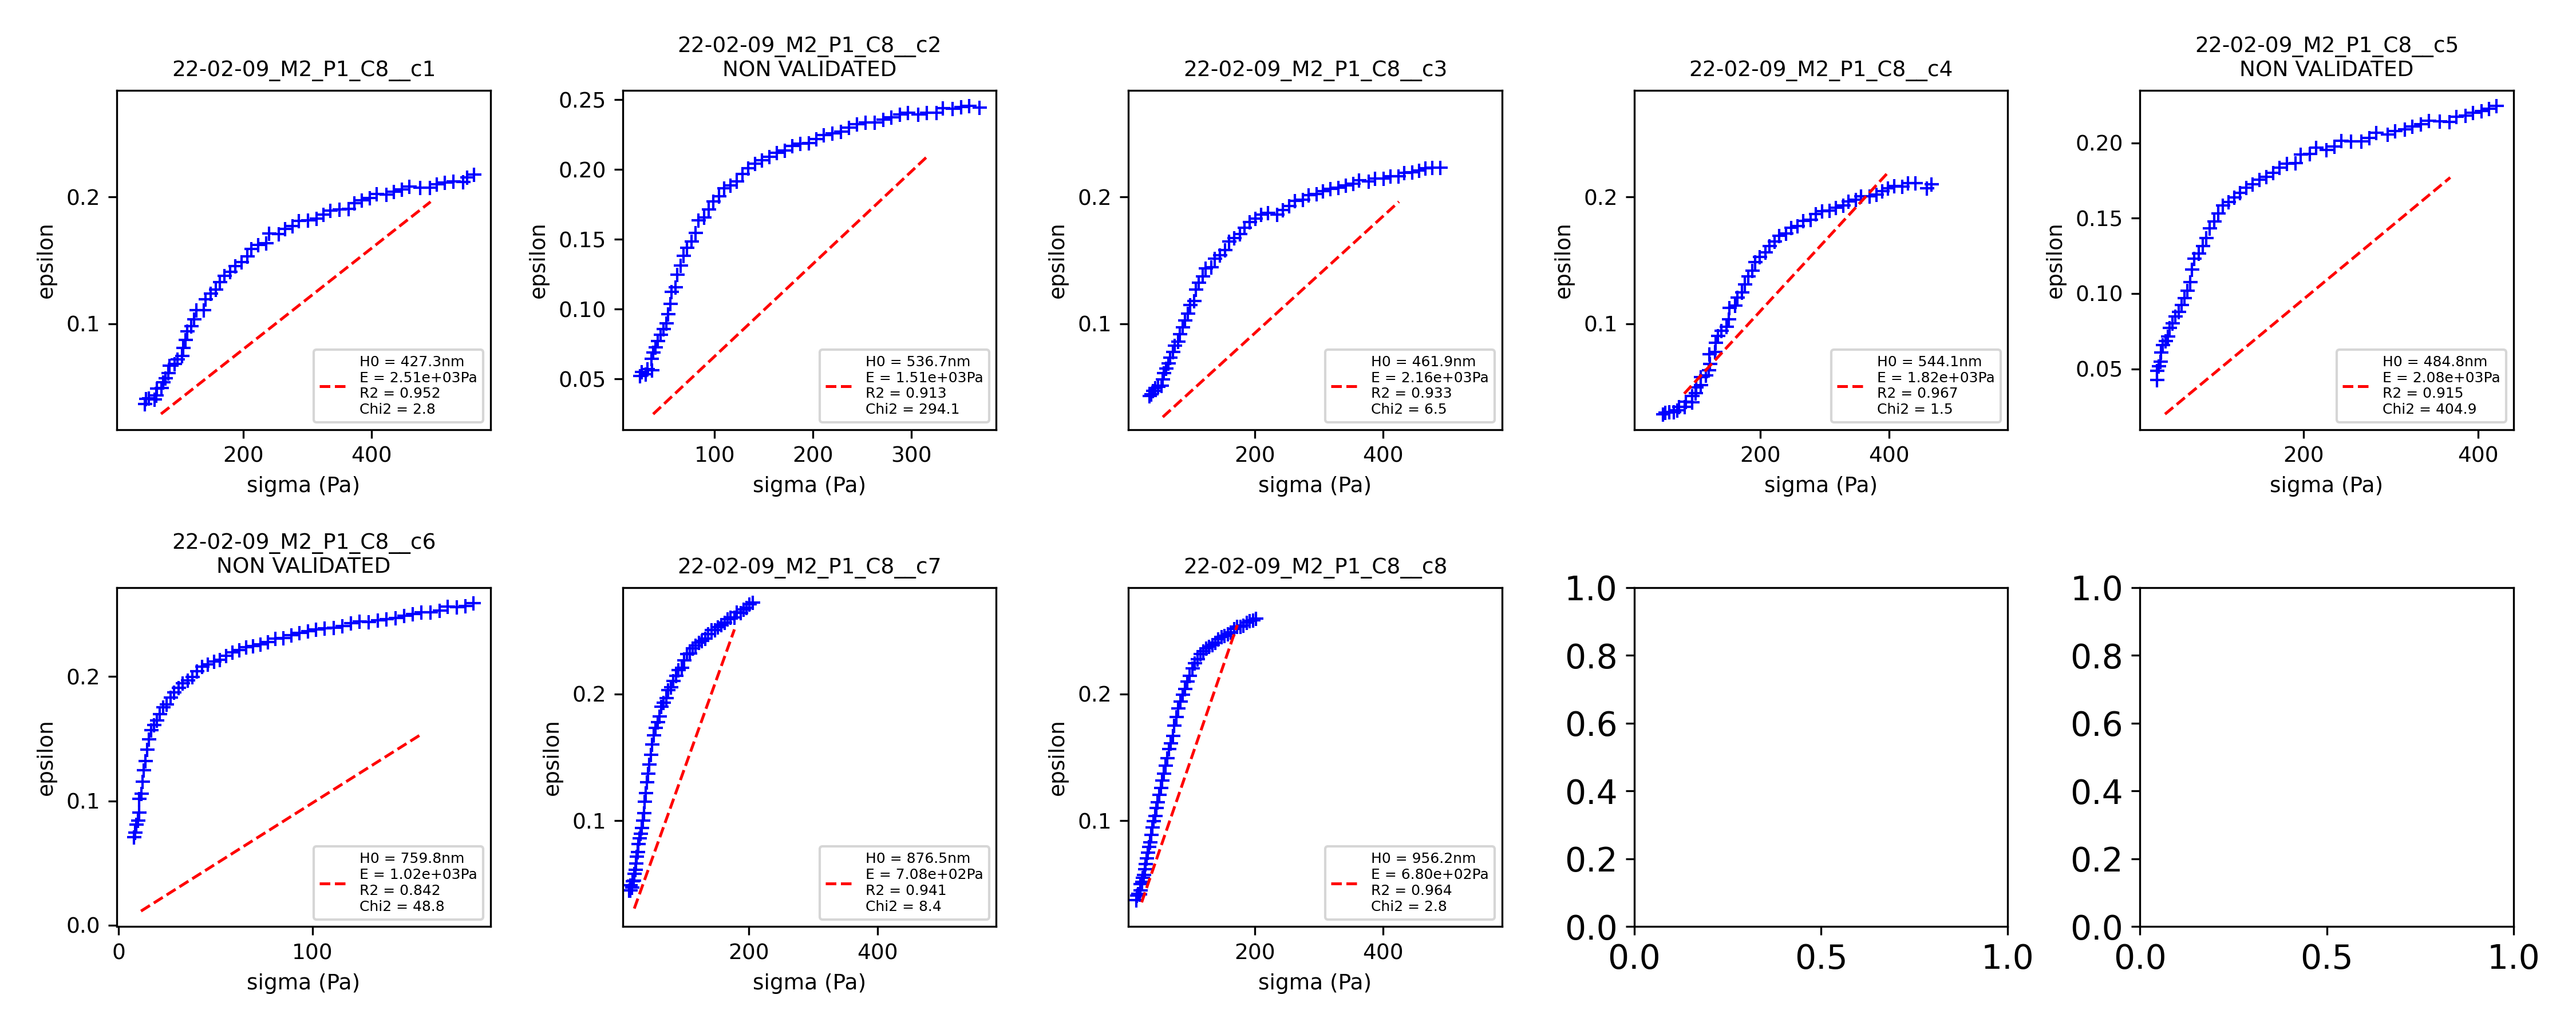 22-02-09_M2_P1_C8__c1
epsilon
0.2
0.1
200
400
sigma (Pa)
H0 = 427.3nm
E = 2.51e+03Pa
R2 = 0.952
Chi2 = 2.8
22-02-09_M2_P1_C8__c2
NON VALIDATED
epsilon
0.25
0.20
0.15
0.10
0.05
100
200
300
sigma (Pa)
H0 = 536.7nm
E = 1.51e+03Pa
R2 = 0.913
Chi2 = 294.1
22-02-09_M2_P1_C8__c3
epsilon
0.2
0.1
200
400
sigma (Pa)
H0 = 461.9nm
E = 2.16e+03Pa
R2 = 0.933
Chi2 = 6.5
22-02-09_M2_P1_C8__c4
epsilon
0.2
0.1
200
400
sigma (Pa)
H0 = 544.1nm
E = 1.82e+03Pa
R2 = 0.967
Chi2 = 1.5
22-02-09_M2_P1_C8__c5
NON VALIDATED
epsilon
0.20
0.15
0.10
0.05
200
400
sigma (Pa)
H0 = 484.8nm
E = 2.08e+03Pa
R2 = 0.915
Chi2 = 404.9
22-02-09_M2_P1_C8__c6
NON VALIDATED
epsilon
0.2
0.1
0.0
0
100
sigma (Pa)
H0 = 759.8nm
E = 1.02e+03Pa
R2 = 0.842
Chi2 = 48.8
22-02-09_M2_P1_C8__c7
epsilon
0.2
0.1
200
400
sigma (Pa)
H0 = 876.5nm
E = 7.08e+02Pa
R2 = 0.941
Chi2 = 8.4
22-02-09_M2_P1_C8__c8
epsilon
0.2
0.1
200
400
sigma (Pa)
H0 = 956.2nm
E = 6.80e+02Pa
R2 = 0.964
Chi2 = 2.8
1.0
0.8
0.6
0.4
0.2
0.0
0.0
0.5
1.0
1.0
0.8
0.6
0.4
0.2
0.0
0.0
0.5
1.0